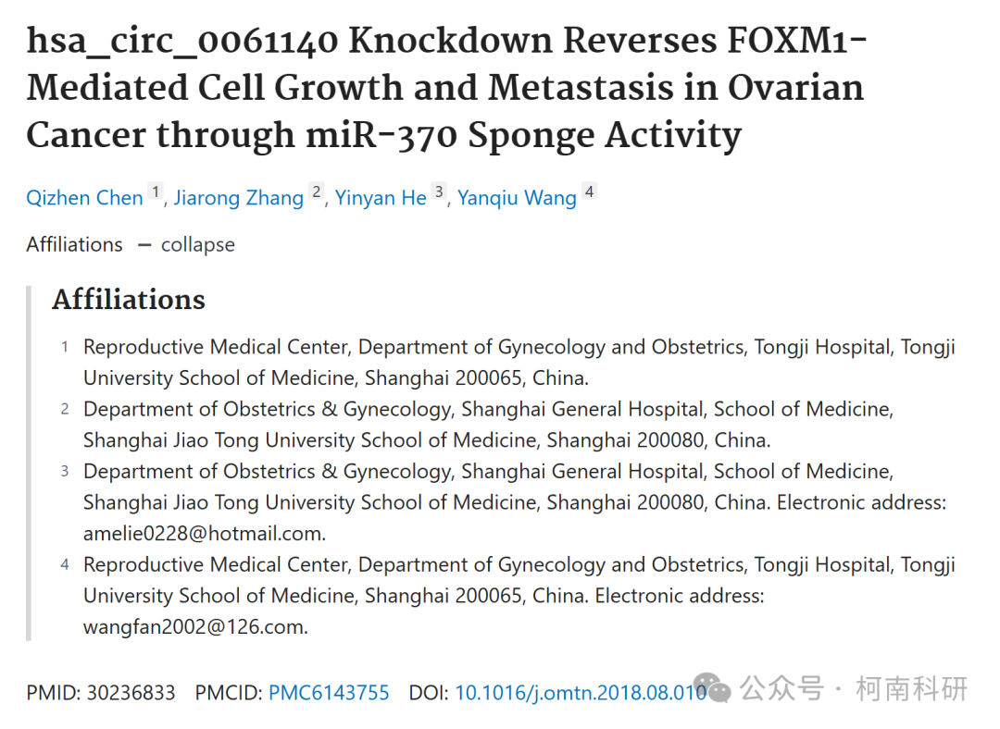 hsa_circ_0061140 Knockdown Reverses FOXM1-
Mediated Cell Growth and Metastasis in Ovarian
Cancer through miR-370 Sponge Activity
Qizhen Chen 1, Jiarong Zhang 2, Yinyan He 3, Yanqiu Wang 4
Affiliations — collapse
Affiliations
1 Reproductive Medical Center, Department of Gynecology and Obstetrics, Tongji Hospital, Tongji
University School of Medicine, Shanghai 200065, China.
2 Department of Obstetrics & Gynecology, Shanghai General Hospital, School of Medicine,
Shanghai Jiao Tong University School of Medicine, Shanghai 200080, China.
3 Department of Obstetrics & Gynecology, Shanghai General Hospital, School of Medicine,
Shanghai Jiao Tong University School of Medicine, Shanghai 200080, China. Electronic address:
amelie0228@hotmail.com.
4 Reproductive Medical Center, Department of Gynecology and Obstetrics, Tongji Hospital, Tongji
University School of Medicine, Shanghai 200065, China. Electronic address:
wangfan2002@126.com.
PMID: 30236833 PMCID: PMC6143755 DOI: 10.1016/j.omtn.2018.08.010 公众号 · 柯南科研